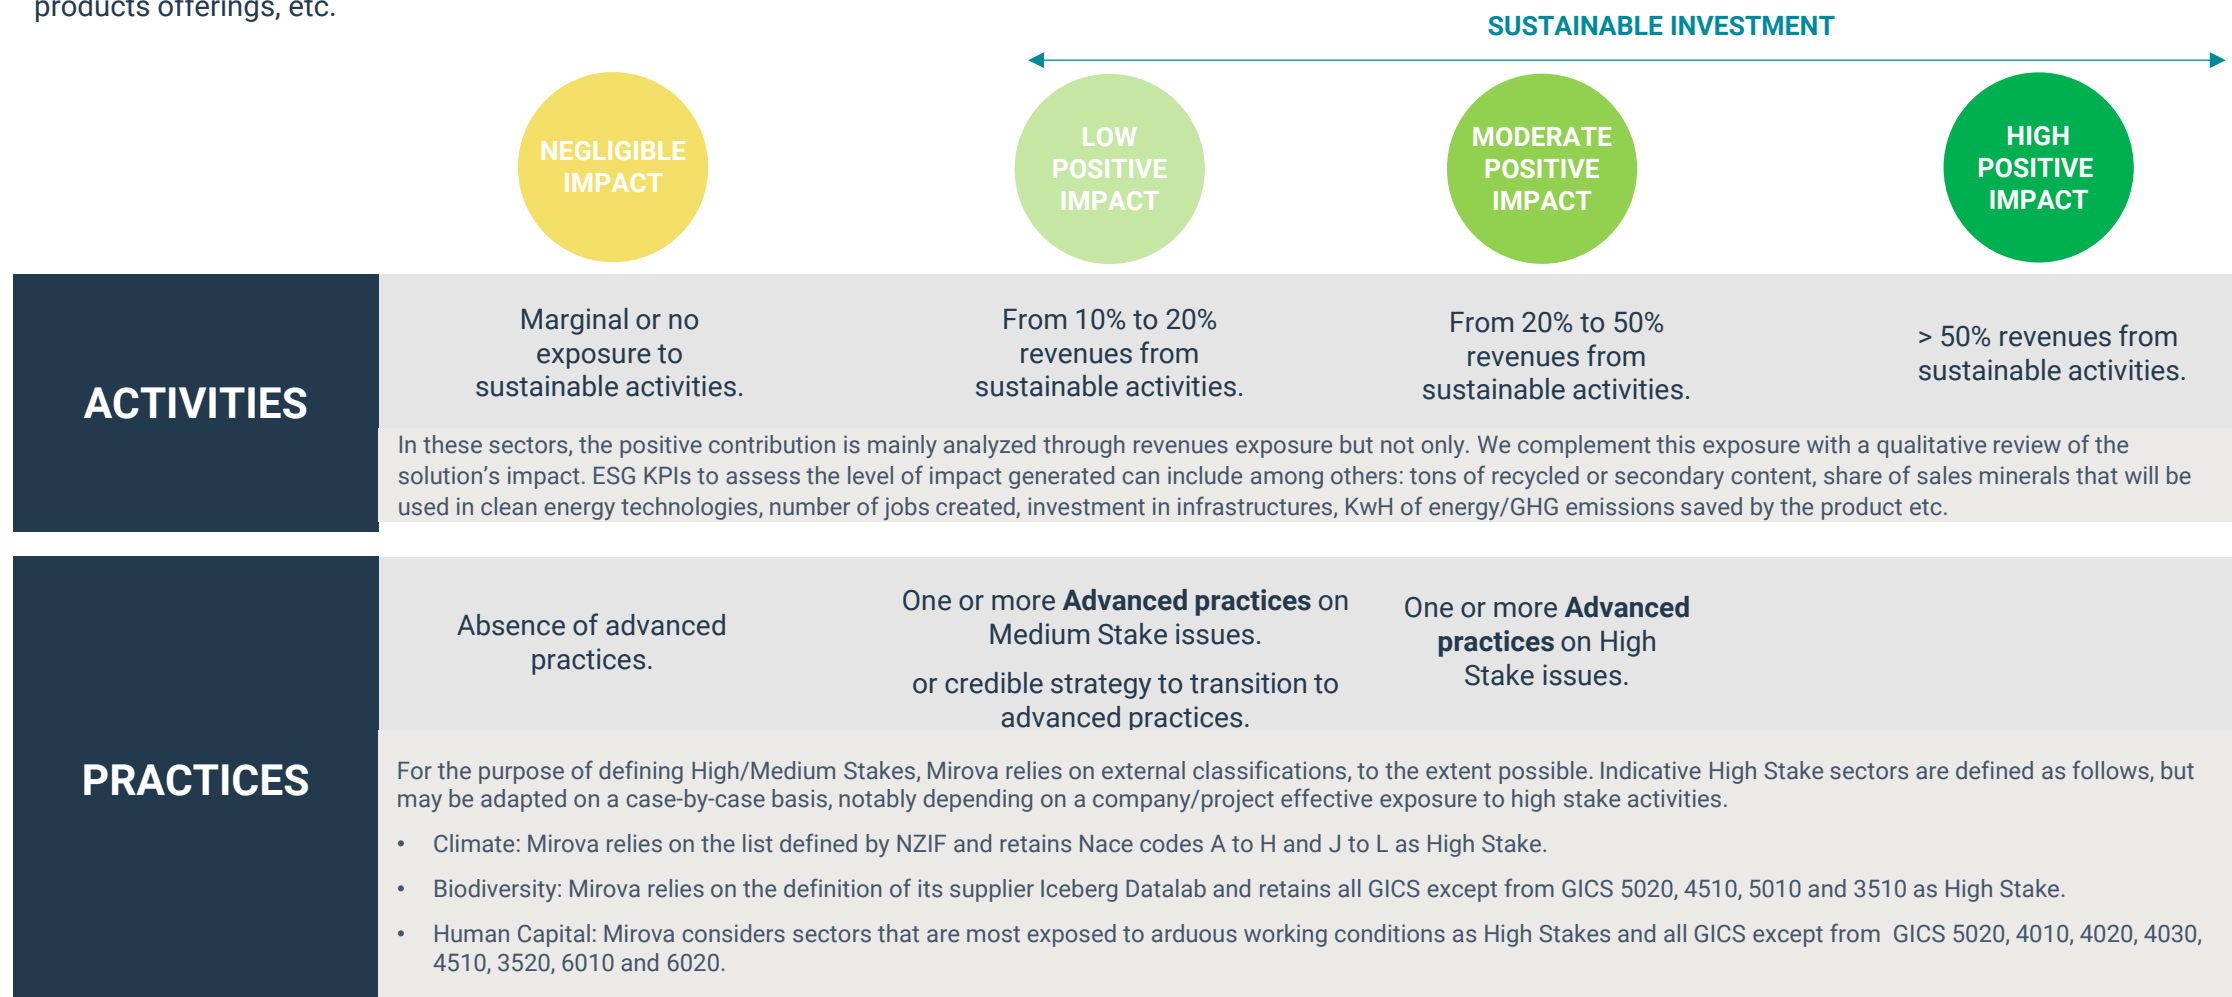 products offerings, etc.
SUSTAINABLE INVESTMENT
NEGLIGIBLE
IMPACT
LOW
POSITIVE
IMPACT
MODERATE
POSITIVE
IMPACT
HIGH
POSITIVE
IMPACT
ACTIVITIES
Marginal or no
exposure to
sustainable activities.
From 10% to 20%
revenues from
sustainable activities.
From 20% to 50%
revenues from
sustainable activities.
> 50% revenues from
sustainable activities.
In these sectors, the positive contribution is mainly analyzed through revenues exposure but not only. We complement this exposure with a qualitative review of the
solution’s impact. ESG KPIs to assess the level of impact generated can include among others: tons of recycled or secondary content, share of sales minerals that will be
used in clean energy technologies, number of jobs created, investment in infrastructures, KwH of energy/GHG emissions saved by the product etc.
PRACTICES
Absence of advanced
practices.
One or more Advanced practices on
Medium Stake issues.
or credible strategy to transition to
advanced practices.
One or more Advanced
practices on High
Stake issues.
For the purpose of defining High/Medium Stakes, Mirova relies on external classifications, to the extent possible. Indicative High Stake sectors are defined as follows, but
may be adapted on a case-by-case basis, notably depending on a company/project effective exposure to high stake activities.
• Climate: Mirova relies on the list defined by NZIF and retains Nace codes A to H and J to L as High Stake.
• Biodiversity: Mirova relies on the definition of its supplier Iceberg Datalab and retains all GICS except from GICS 5020, 4510, 5010 and 3510 as High Stake.
• Human Capital: Mirova considers sectors that are most exposed to arduous working conditions as High Stakes and all GICS except from GICS 5020, 4010, 4020, 4030,
4510, 3520, 6010 and 6020.